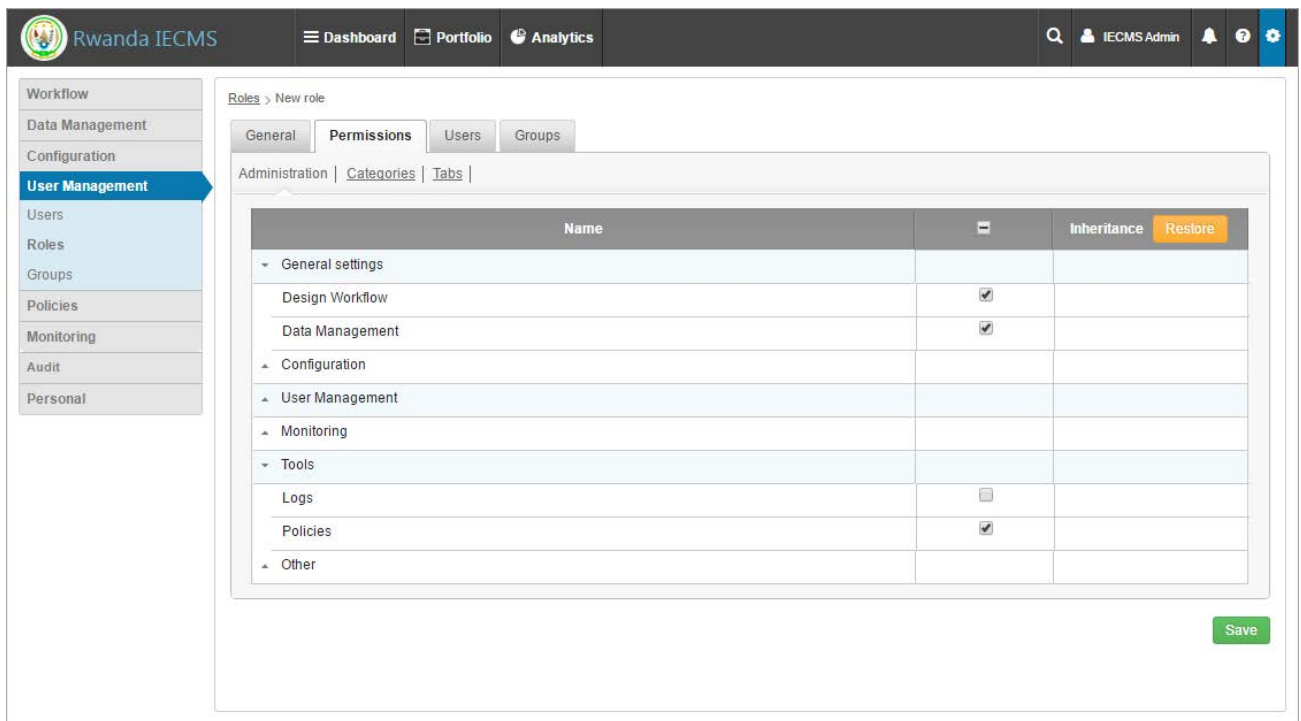 Rwanda IECMS Dashboard Portfolio Analytics IECMS Admin
Workflow
Data Management
Configuration
User Management
Users
Roles
Groups
Policies
Monitoring
Audit
Personal
Roles > New role
General Permissions Users Groups
Administration | Categories | Tabs |
Name Inheritance Restore
General settings
Design Workflow
Data Management
Configuration
User Management
Monitoring
Tools
Logs
Policies
Other
Save